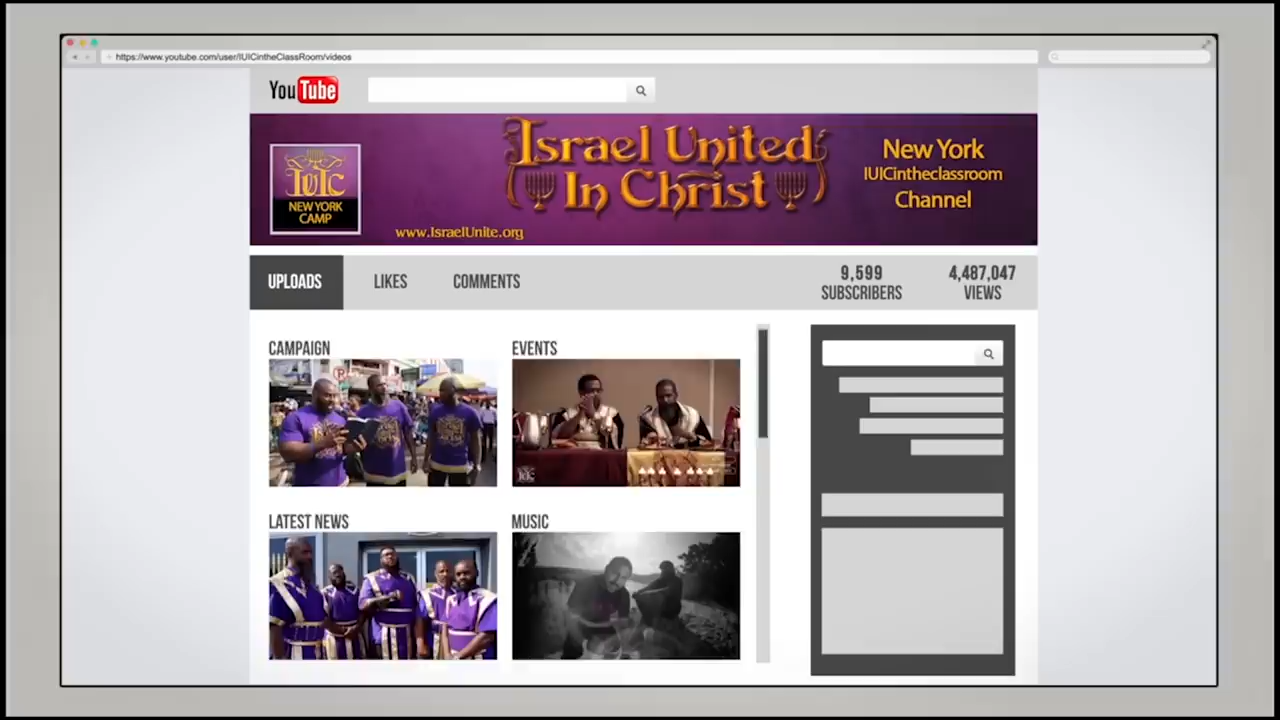 https://www.youtube.com/user/IUICintheClassRoom/videos
YouTube
Israel United
In Christ
New York
IUICintheclassroom
Channel
IUIC
NEW YORK
CAMP
www.IsraelUnite.org
UPLOADS
LIKES
COMMENTS
9,599
SUBSCRIBERS
4,487,047
VIEWS
CAMPAIGN
EVENTS
IUIC
LATEST NEWS
MUSIC